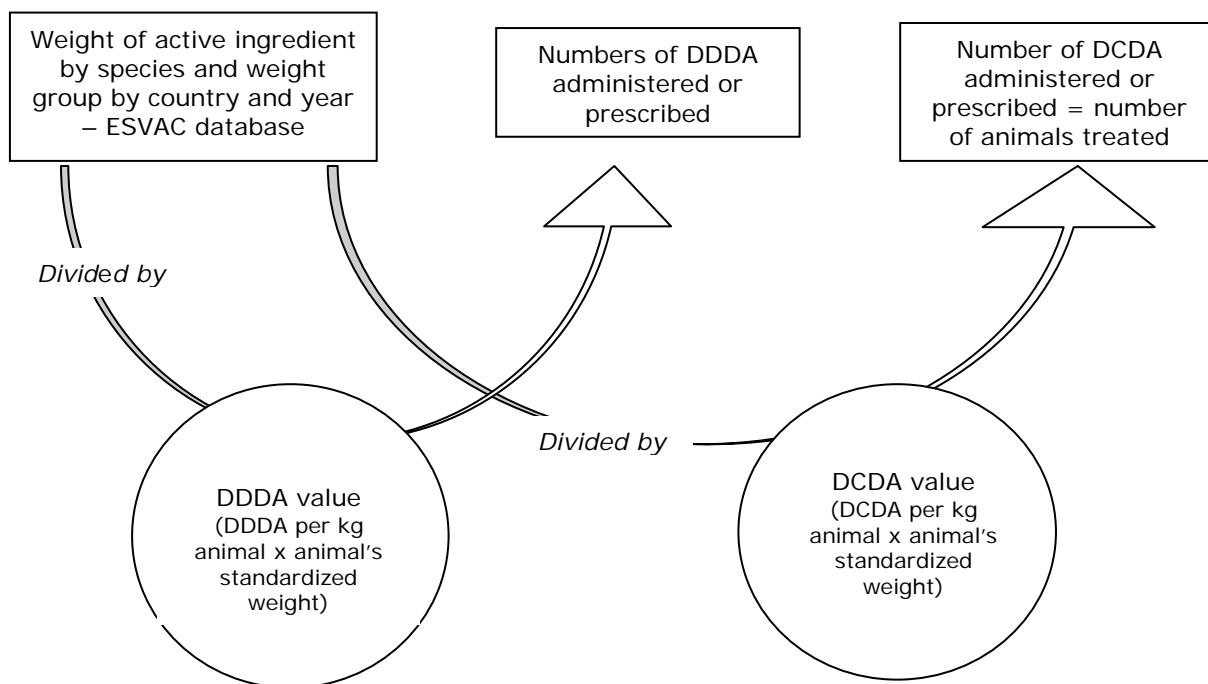 Weight of active ingredient
by species and weight
group by country and year
– ESVAC database
Numbers of DDDA
administered or
prescribed
Number of DCDA
administered or
prescribed = number
of animals treated
Divided by
Divided by
DDDA value
(DDDA per kg
animal x animal's
standardized
weight)
DCDA value
(DCDA per kg
animal x animal's
standardized
weight)